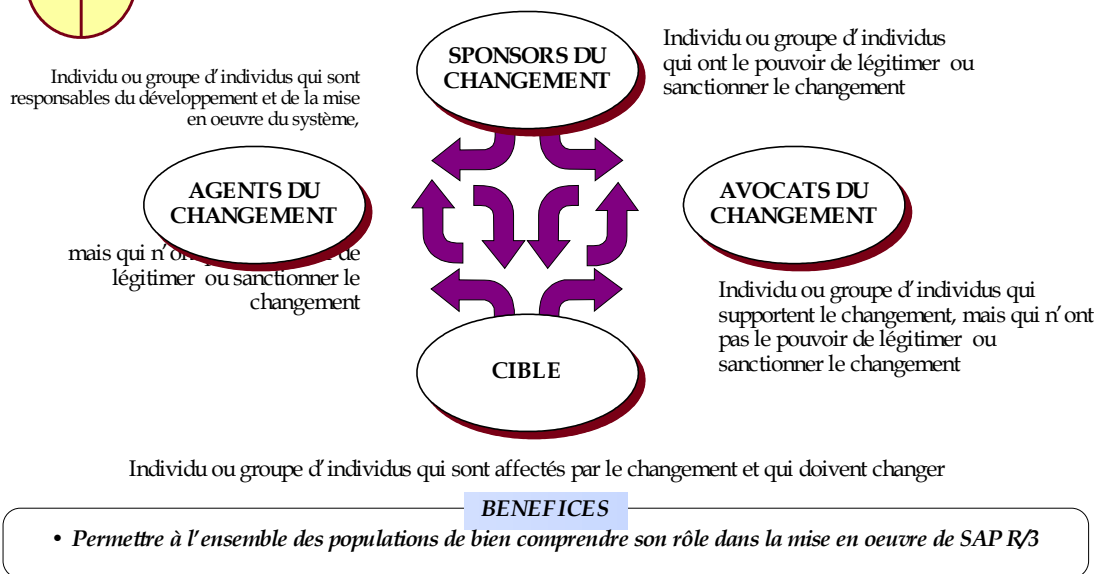 SPONSORS DU
CHANGEMENT
Individu ou groupe d'individus
qui ont le pouvoir de légitimer ou
sanctionner le changement
Individu ou groupe d'individus qui sont
responsables du développement et de la mise
en oeuvre du système,
AGENTS DU
CHANGEMENT
mais qui de
légitimer ou sanctionner le
changement
AVOCATS DU
CHANGEMENT
Individu ou groupe d'individus qui
supportent le changement, mais qui n'ont
pas le pouvoir de légitimer ou
sanctionner le changement
CIBLE
Individu ou groupe d'individus qui sont affectés par le changement et qui doivent changer
BENEFICES
• Permettre à l'ensemble des populations de bien comprendre son rôle dans la mise en oeuvre de SAP R/3